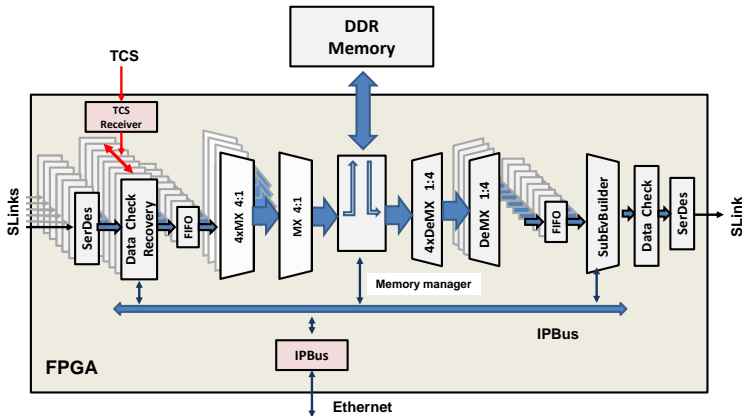 DDR
Memory
TCS
TCS
Receiver
SLinks
SerDes
Data Check
Recovery
FIFO
4xMX 4:1
MX 4:1
4xDeMX 1:4
DeMX 1:4
FIFO
SubEvBuilder
Data Check
SerDes
SLink
Memory manager
IPBus
IPBus
FPGA
Ethernet